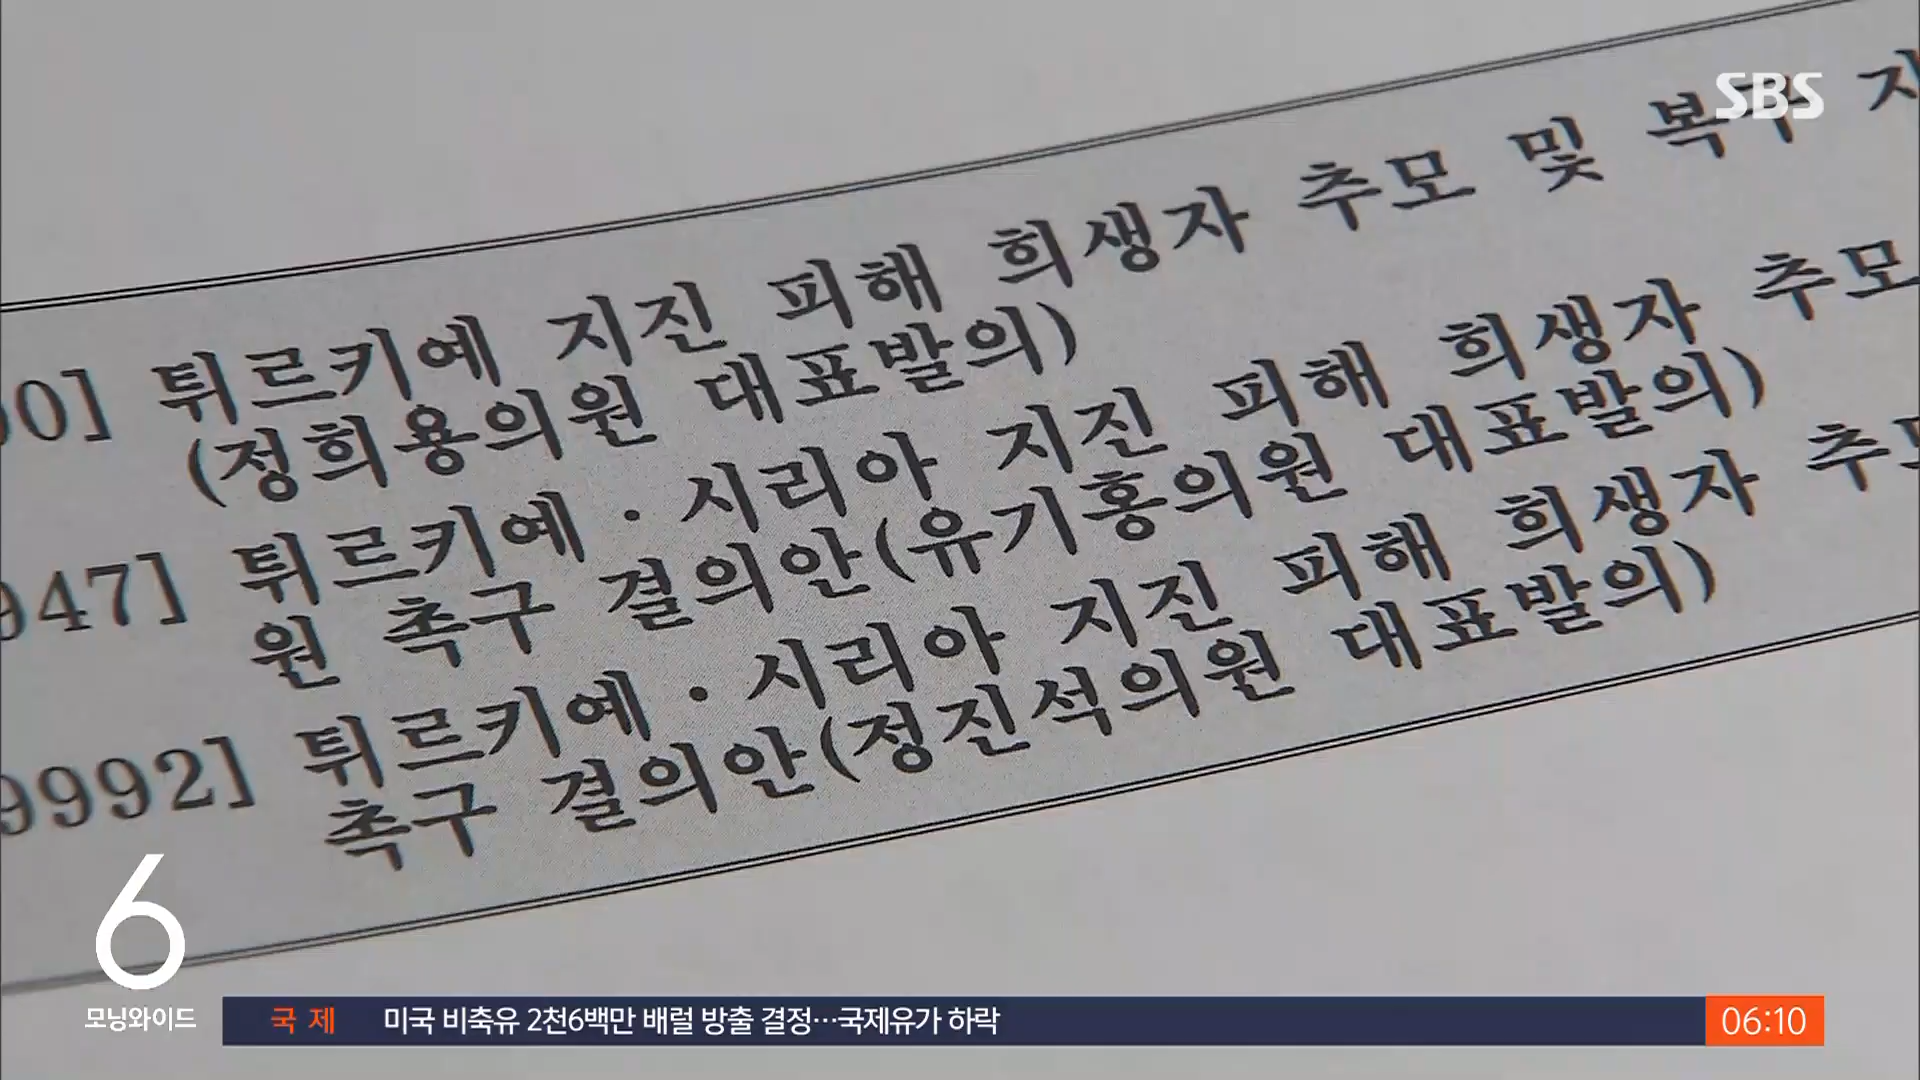 SBS
00] 튀르키예 지진 피해 희생자 추모 및 복구 지
(정희용의원 대표발의)
947] 튀르키예·시리아 지진 피해 희생자 추모
원 촉구 결의안(유기홍의원 대표발의)
9992] 튀르키예·시리아 지진 피해 희생자 추모
촉구 결의안(정진석의원 대표발의)
6
모닝와이드
국 제 미국 비축유 2천6백만 배럴 방출 결정…국제유가 하락 06:10